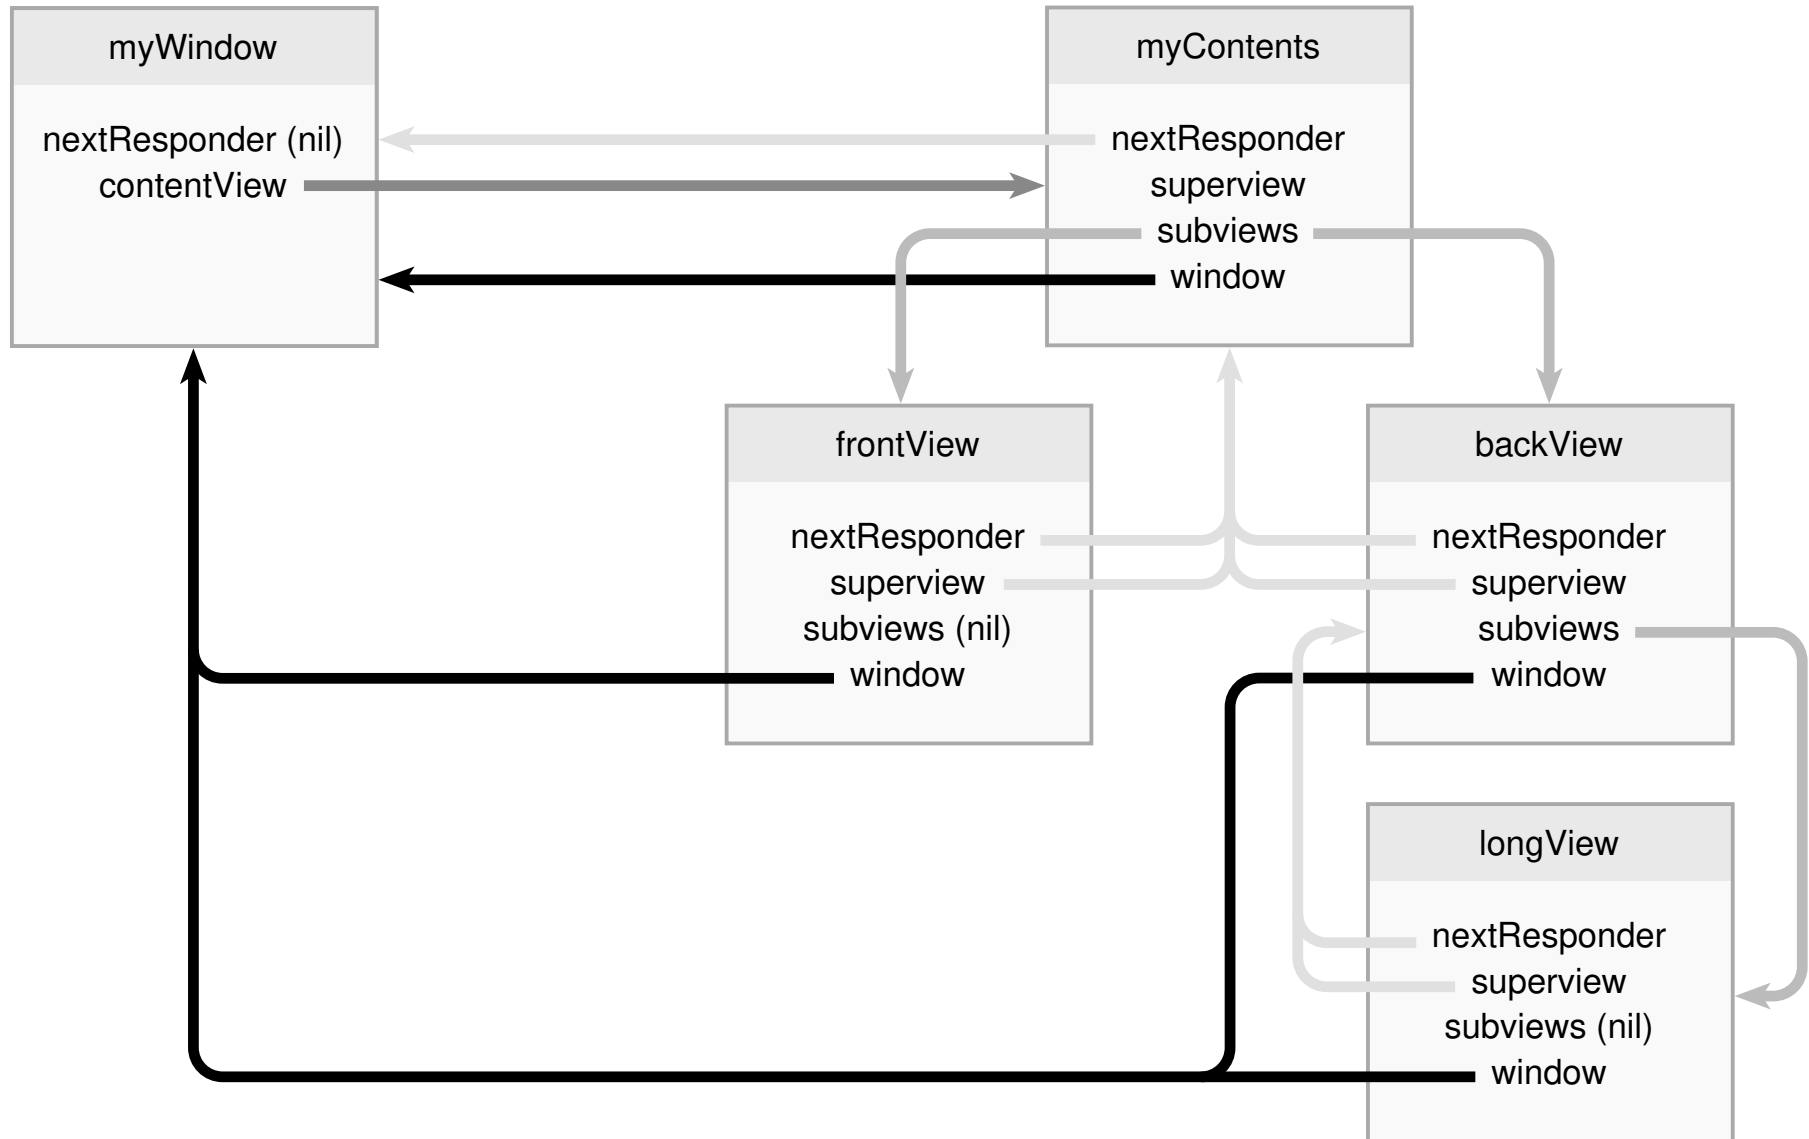 myWindow
nextResponder (nil)
contentView
myContents
nextResponder
superview
subviews
window
frontView
nextResponder
superview
subviews (nil)
window
backView
nextResponder
superview
subviews
window
longView
nextResponder
superview
subviews (nil)
window